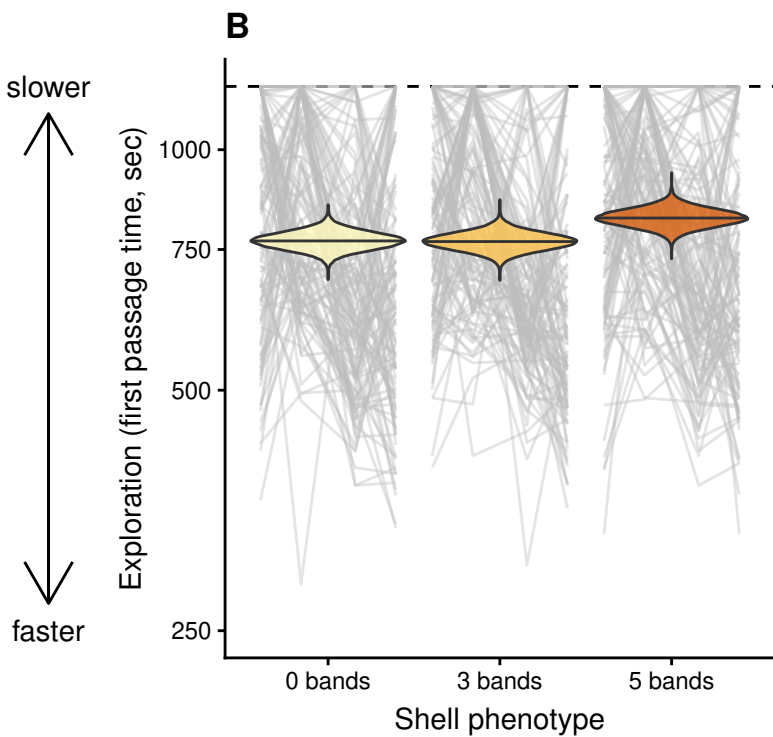 B
slower
faster
Exploration (first passage time, sec)
1000
750
500
250
0 bands
3 bands
5 bands
Shell phenotype